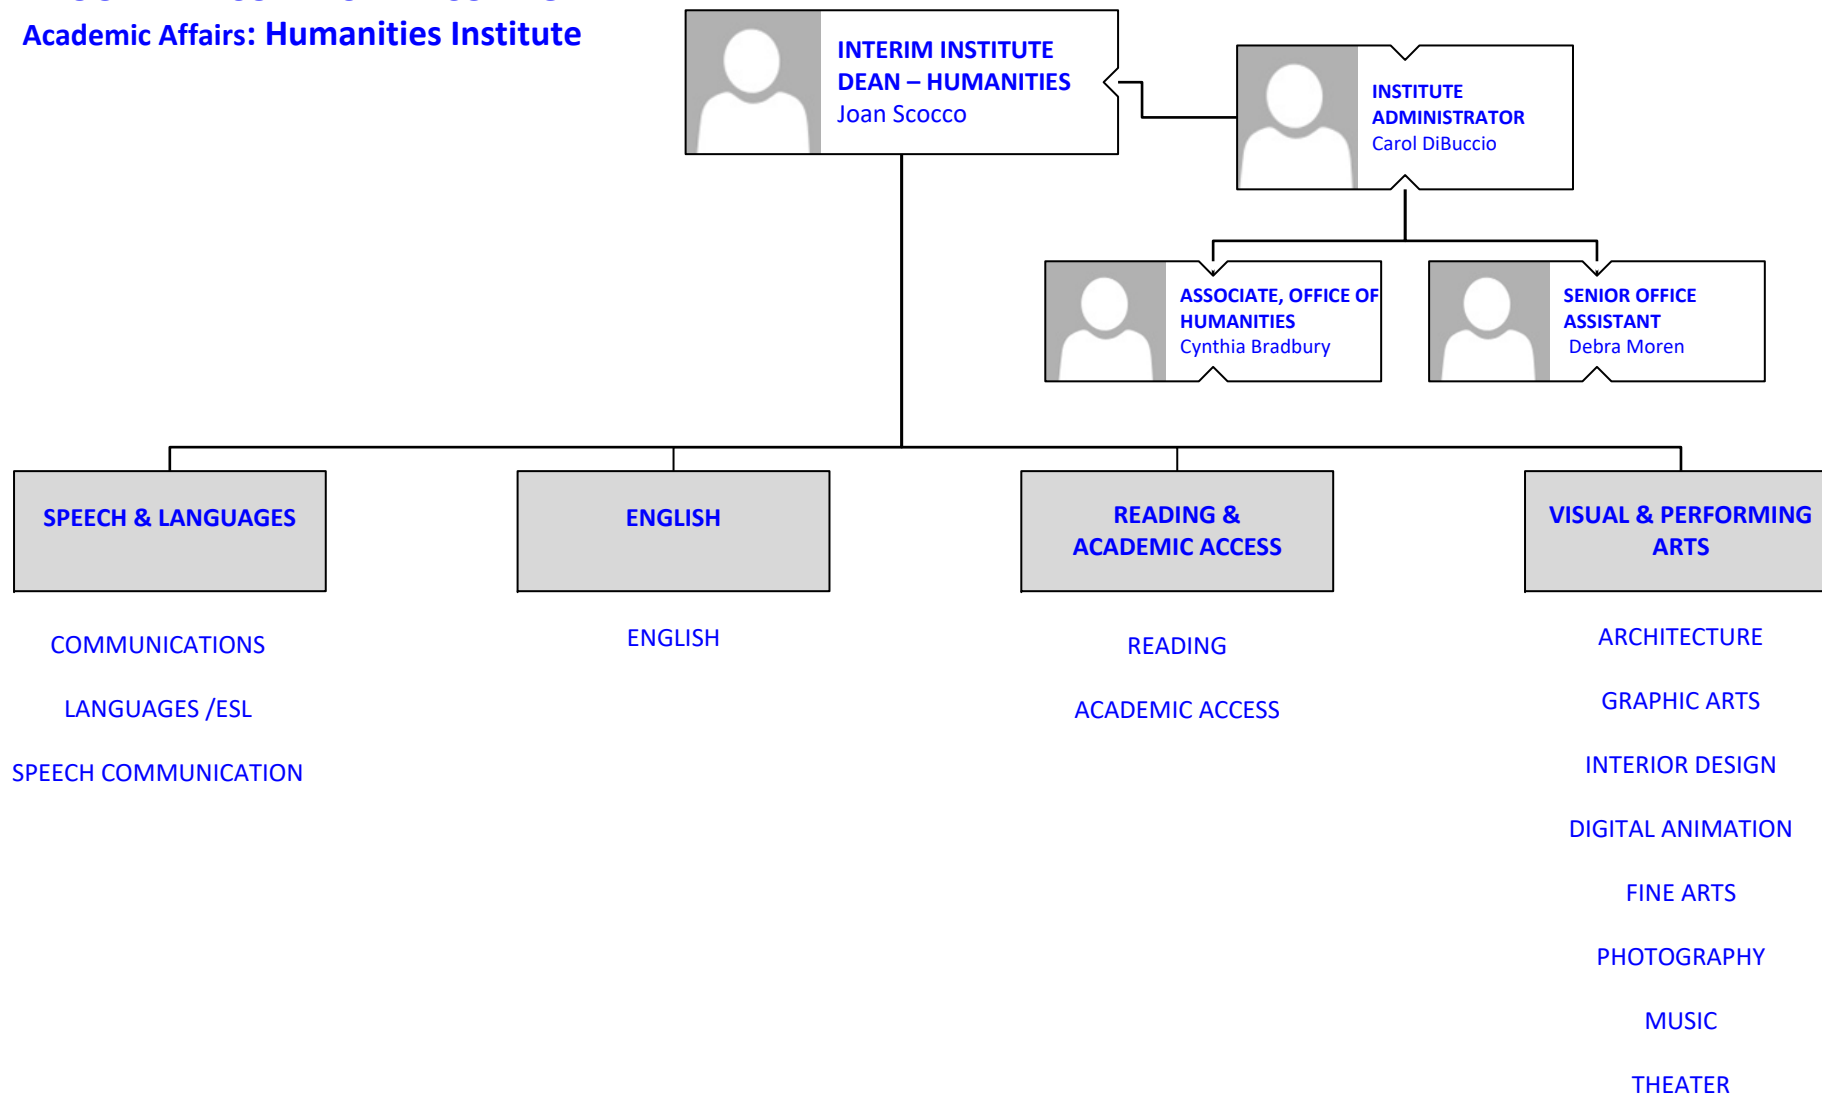 Academic Affairs: Humanities Institute
INTERIM INSTITUTE
DEAN – HUMANITIES
Joan Scocco
INSTITUTE
ADMINISTRATOR
Carol DiBuccio
ASSOCIATE, OFFICE OF
HUMANITIES
Cynthia Bradbury
SENIOR OFFICE
ASSISTANT
Debra Moren
SPEECH & LANGUAGES
COMMUNICATIONS
LANGUAGES /ESL
SPEECH COMMUNICATION
ENGLISH
ENGLISH
READING &
ACADEMIC ACCESS
READING
ACADEMIC ACCESS
VISUAL & PERFORMING
ARTS
ARCHITECTURE
GRAPHIC ARTS
INTERIOR DESIGN
DIGITAL ANIMATION
FINE ARTS
PHOTOGRAPHY
MUSIC
THEATER